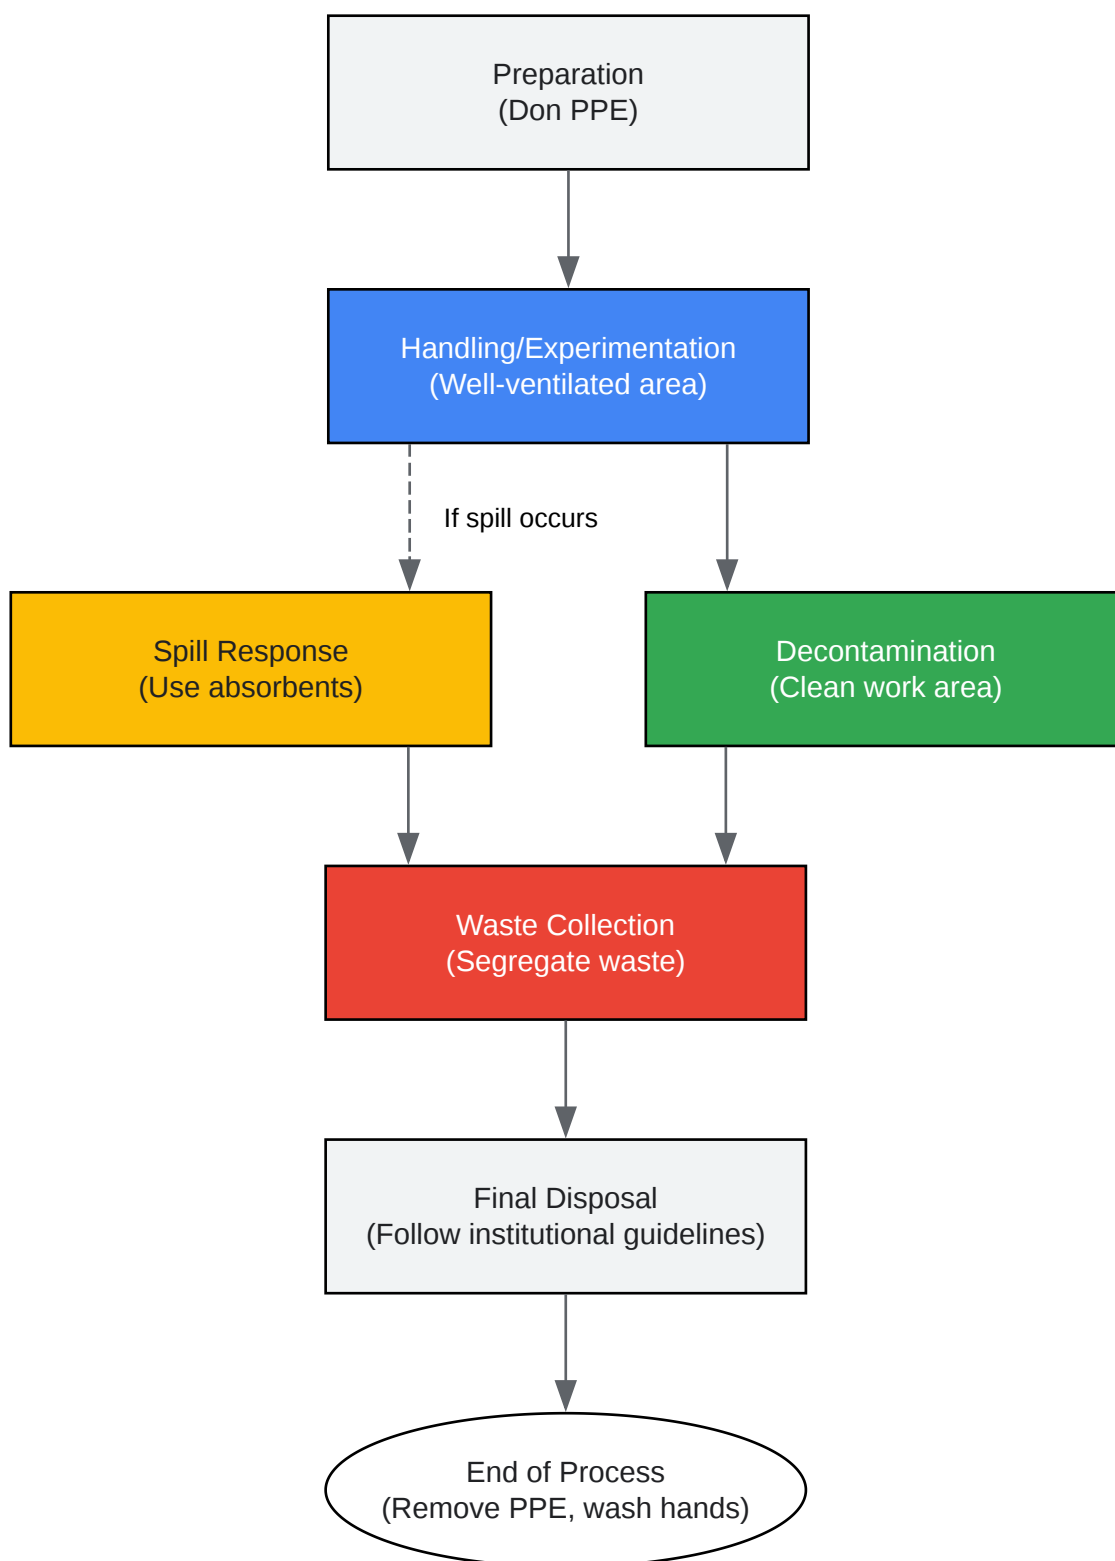 Preparation
(Don PPE)
Handling/Experimentation
(Well-ventilated area)
If spill occurs
Spill Response
(Use absorbents)
Decontamination
(Clean work area)
Waste Collection
(Segregate waste)
Final Disposal
(Follow institutional guidelines)
End of Process
(Remove PPE, wash hands)